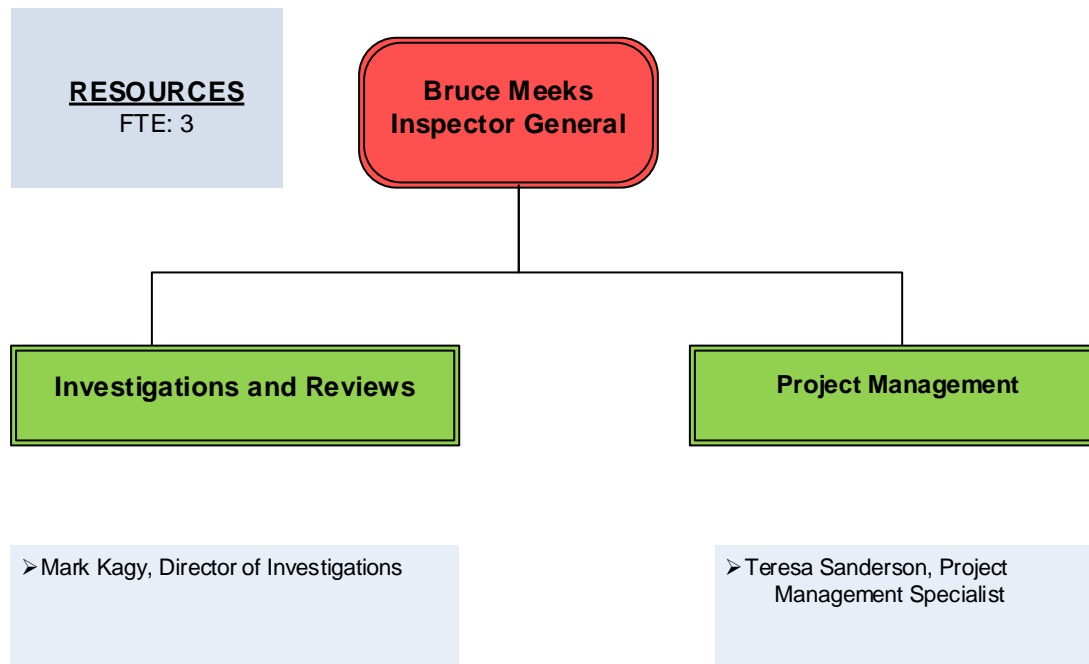 RESOURCES
FTE: 3
Bruce Meeks
Inspector General
Investigations and Reviews
Project Management
➢Mark Kagy, Director of Investigations
➢Teresa Sanderson, Project
Management Specialist